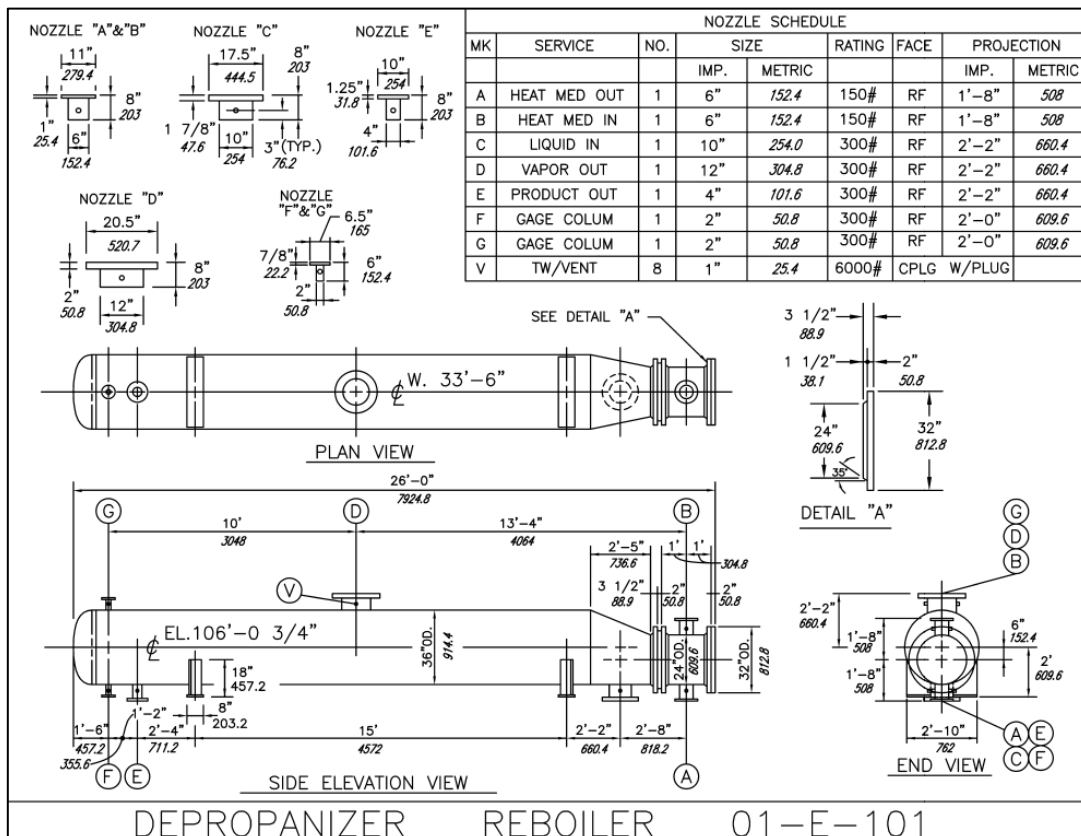 NOZZLE "A"&"B"
11"
279.4
8"
203
1"
25.4
6"
152.4
NOZZLE "C"
17.5"
444.5
8"
203
1 7/8"
47.6
10"
254
3"(TYP.)
76.2
NOZZLE "E"
10"
254
1.25"
31.8
8"
203
4"
101.6
NOZZLE "D"
20.5"
520.7
8"
203
2"
50.8
12"
304.8
NOZZLE
"F"&"G"
6.5"
165
7/8"
22.2
6"
152.4
2"
50.8
NOZZLE SCHEDULE
MK SERVICE NO. SIZE RATING FACE PROJECTION
IMP. METRIC IMP. METRIC
A HEAT MED OUT 1 6" 152.4 150# RF 1'-8" 508
B HEAT MED IN 1 6" 152.4 150# RF 1'-8" 508
C LIQUID IN 1 10" 254.0 300# RF 2'-2" 660.4
D VAPOR OUT 1 12" 304.8 300# RF 2'-2" 660.4
E PRODUCT OUT 1 4" 101.6 300# RF 2'-2" 660.4
F GAGE COLUM 1 2" 50.8 300# RF 2'-0" 609.6
G GAGE COLUM 1 2" 50.8 300# RF 2'-0" 609.6
V TW/VENT 8 1" 25.4 6000# CPLG W/PLUG
SEE DETAIL "A"
℄ W. 33'-6"
PLAN VIEW
3 1/2"
88.9
1 1/2"
38.1
2"
50.8
24"
609.6
32"
812.8
35°
DETAIL "A"
26'-0"
7924.8
G
D
B
10'
3048
13'-4"
4064
2'-5"
736.6
1'
1'
304.8
3 1/2"
88.9
2"
50.8
2"
50.8
V
℄ EL.106'-0 3/4"
36"OD.
914.4
24"OD.
609.6
32"OD.
812.8
18"
457.2
8"
203.2
1'-6"
457.2
1'-2"
355.6
2'-4"
711.2
15'
4572
2'-2"
660.4
2'-8"
818.2
F
E
A
SIDE ELEVATION VIEW
G
D
B
2'-2"
660.4
1'-8"
508
1'-8"
508
6"
152.4
2'
609.6
2'-10"
762
A
E
C
F
END VIEW
DEPROPANIZER REBOILER 01-E-101